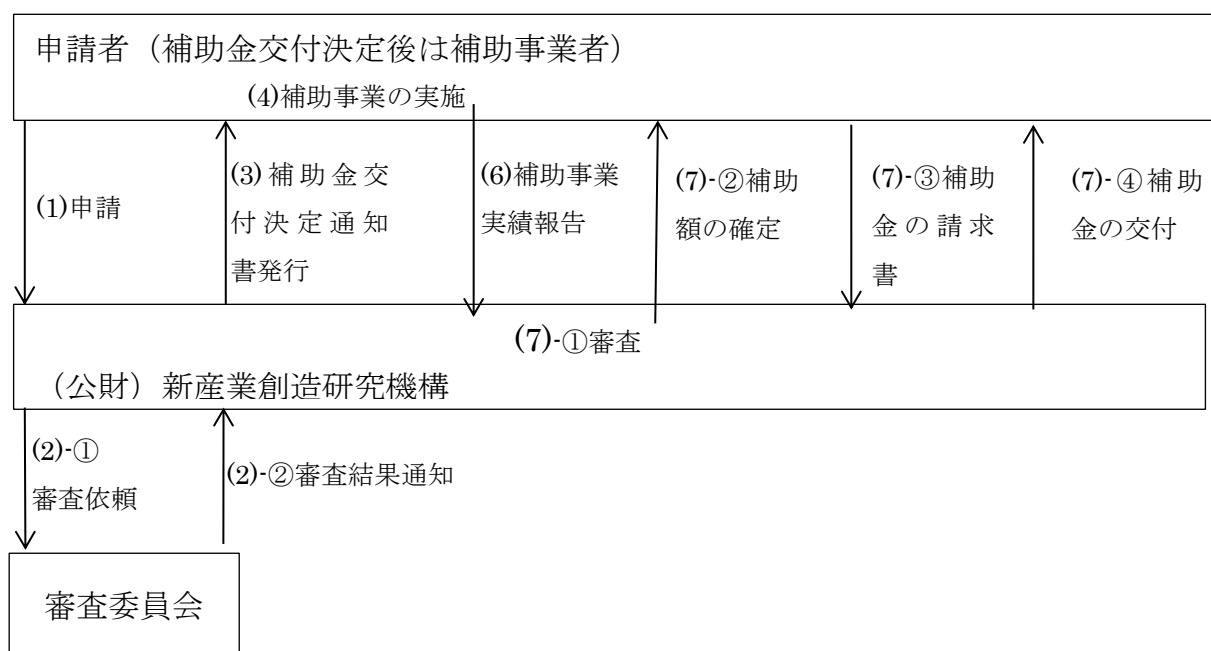 申請者（補助金交付決定後は補助事業者）
(4)補助事業の実施
(1)申請
(3)補助金交
付決定通知
書発行
(6)補助事業
実績報告
(7)-②補助
額の確定
(7)-③補助
金の請求
書
(7)-④補助
金の交付
(7)-①審査
（公財）新産業創造研究機構
(2)-①
審査依頼
(2)-②審査結果通知
審査委員会